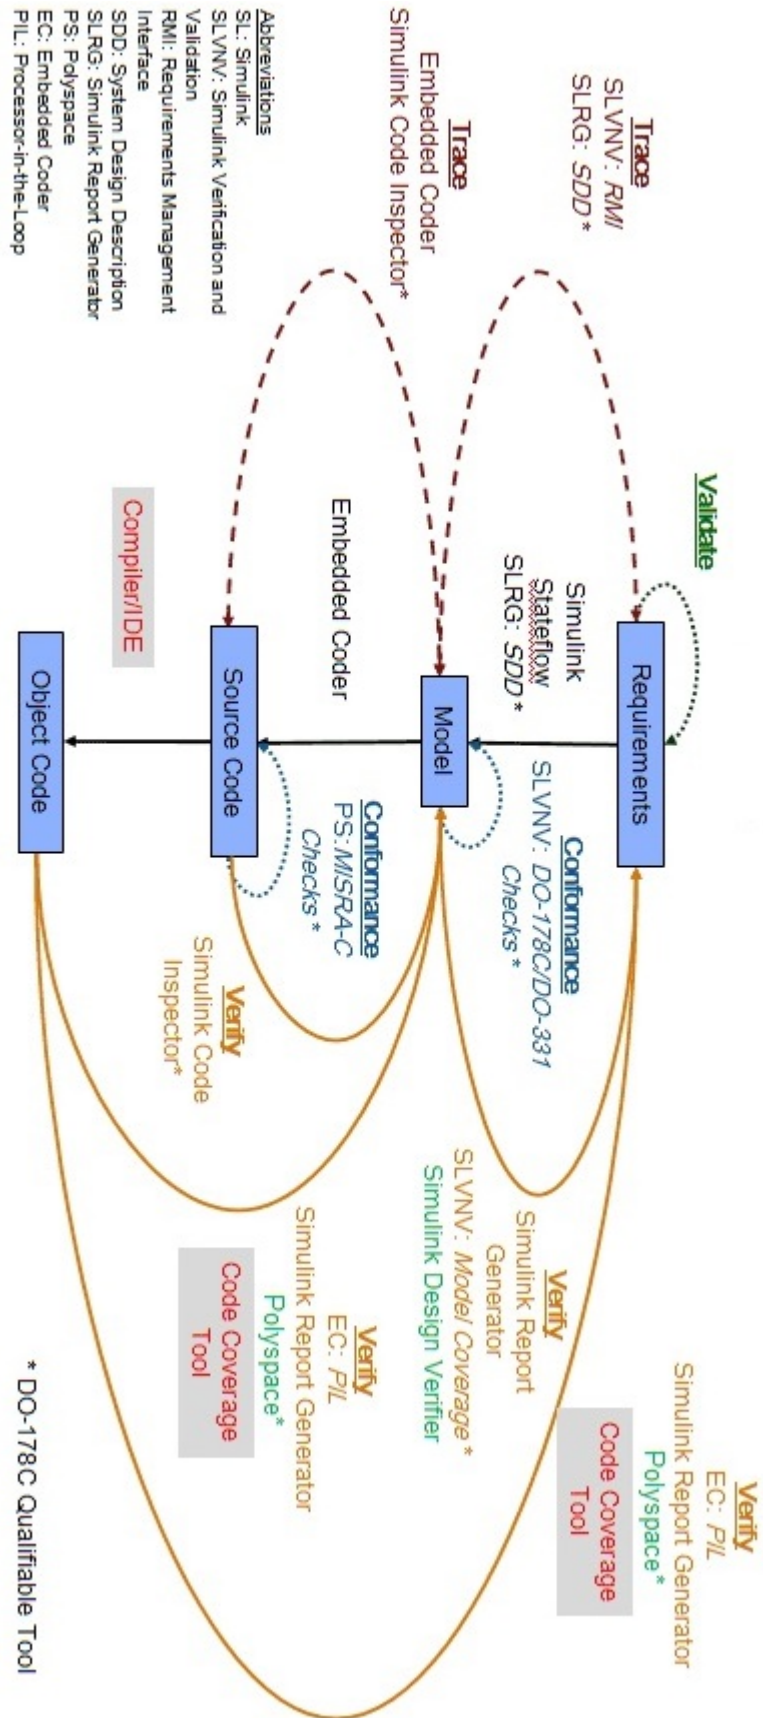 Validate
Requirements
Trace
SLVNV: RMI
SLRG: SDD*
Simulink
Stateflow
SLRG: SDD*
Conformance
SLVNV: DO-178C/DO-331
Checks*
Verify
EC: PIL
Simulink Report Generator
Polyspace*
Code Coverage
Tool
Verify
Simulink Report
Generator
SLVNV: Model Coverage*
Simulink Design Verifier
Model
Trace
Embedded Coder
Simulink Code Inspector*
Embedded Coder
Conformance
PS: MISRA-C
Checks*
Verify
EC: PIL
Simulink Report Generator
Polyspace*
Code Coverage
Tool
Source Code
Verify
Simulink Code
Inspector*
Compiler/IDE
Object Code
Abbreviations
SL: Simulink
SLVNV: Simulink Verification and
Validation
RMI: Requirements Management
Interface
SDD: System Design Description
SLRG: Simulink Report Generator
PS: Polyspace
EC: Embedded Coder
PIL: Processor-in-the-Loop
* DO-178C Qualifiable Tool